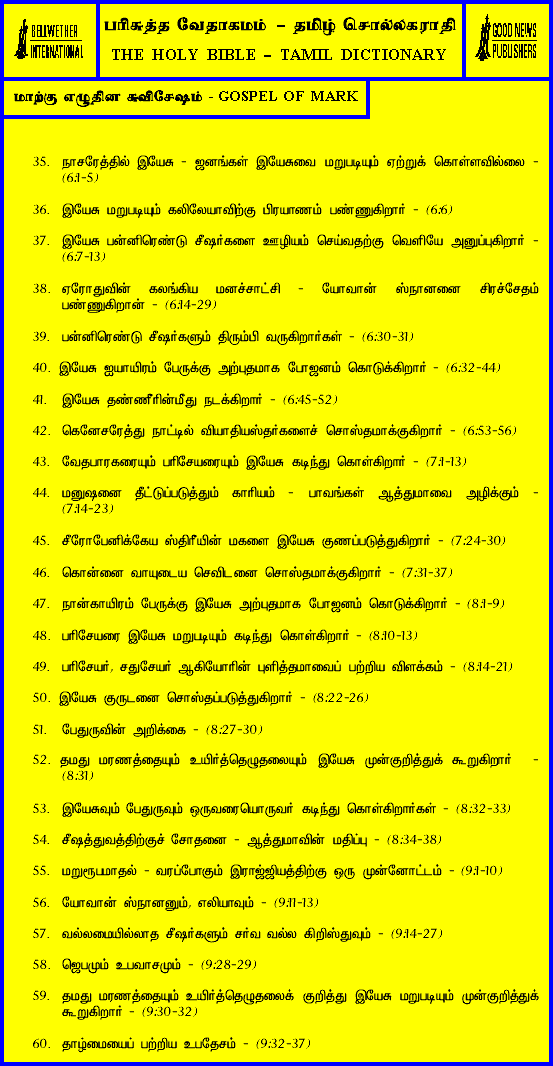 BELLWETHER
INTERNATIONAL
பரிசுத்த வேதாகமம் – தமிழ் சொல்லகராதி
THE HOLY BIBLE – TAMIL DICTIONARY
GOOD NEWS
PUBLISHERS
மாற்கு எழுதின சுவிசேஷம் - GOSPEL OF MARK
35. நாசரேத்தில் இயேசு - ஜனங்கள் இயேசுவை மறுபடியும் ஏற்றுக் கொள்ளவில்லை -
(6:1-5)
36. இயேசு மறுபடியும் கலிலேயாவிற்கு பிரயாணம் பண்ணுகிறார் - (6:6)
37. இயேசு பன்னிரெண்டு சீஷர்களை ஊழியம் செய்வதற்கு வெளியே அனுப்புகிறார் -
(6:7-13)
38. ஏரோதுவின் கலங்கிய மனச்சாட்சி - யோவான் ஸ்நானனை சிரச்சேதம்
பண்ணுகிறான் - (6:14-29)
39. பன்னிரெண்டு சீஷர்களும் திரும்பி வருகிறார்கள் - (6:30-31)
40. இயேசு ஐயாயிரம் பேருக்கு அற்புதமாக போஜனம் கொடுக்கிறார் - (6:32-44)
41. இயேசு தண்ணீரின்மீது நடக்கிறார் - (6:45-52)
42. கெனேசரேத்து நாட்டில் வியாதியஸ்தர்களைச் சொஸ்தமாக்குகிறார் - (6:53-56)
43. வேதபாரகரையும் பரிசேயரையும் இயேசு கடிந்து கொள்கிறார் - (7:1-13)
44. மனுஷனை தீட்டுப்படுத்தும் காரியம் - பாவங்கள் ஆத்துமாவை அழிக்கும் -
(7:14-23)
45. சீரோபேனிக்கேய ஸ்திரீயின் மகளை இயேசு குணப்படுத்துகிறார் - (7:24-30)
46. கொன்னை வாயுடைய செவிடனை சொஸ்தமாக்குகிறார் - (7:31-37)
47. நான்காயிரம் பேருக்கு இயேசு அற்புதமாக போஜனம் கொடுக்கிறார் - (8:1-9)
48. பரிசேயரை இயேசு மறுபடியும் கடிந்து கொள்கிறார் - (8:10-13)
49. பரிசேயர், சதுசேயர் ஆகியோரின் புளித்தமாவைப் பற்றிய விளக்கம் - (8:14-21)
50. இயேசு குருடனை சொஸ்தப்படுத்துகிறார் - (8:22-26)
51. பேதுருவின் அறிக்கை - (8:27-30)
52. தமது மரணத்தையும் உயிர்த்தெழுதலையும் இயேசு முன்குறித்துக் கூறுகிறார் -
(8:31)
53. இயேசுவும் பேதுருவும் ஒருவரையொருவர் கடிந்து கொள்கிறார்கள் - (8:32-33)
54. சீஷத்துவத்திற்குச் சோதனை - ஆத்துமாவின் மதிப்பு - (8:34-38)
55. மறுரூபமாதல் - வரப்போகும் இராஜ்ஜியத்திற்கு ஒரு முன்னோட்டம் - (9:1-10)
56. யோவான் ஸ்நானனும், எலியாவும் - (9:11-13)
57. வல்லமையில்லாத சீஷர்களும் சர்வ வல்ல கிறிஸ்துவும் - (9:14-27)
58. ஜெபமும் உபவாசமும் - (9:28-29)
59. தமது மரணத்தையும் உயிர்த்தெழுதலைக் குறித்து இயேசு மறுபடியும் முன்குறித்துக்
கூறுகிறார் - (9:30-32)
60. தாழ்மையைப் பற்றிய உபதேசம் - (9:32-37)